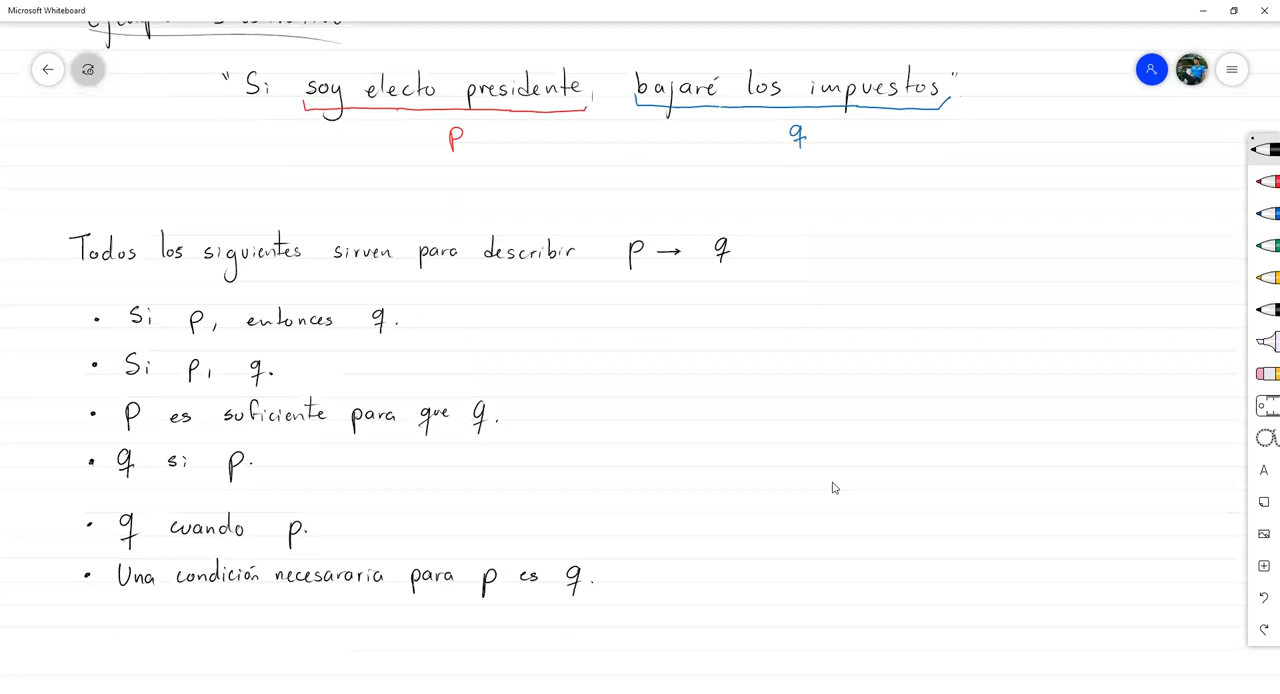 Microsoft Whiteboard
"Si soy electo presidente, bajaré los impuestos"
p q
Todos los siguientes sirven para describir p → q
• Si p, entonces q.
• Si p, q.
• p es suficiente para que q.
• q si p.
• q cuando p.
• Una condición necesararia para p es q.